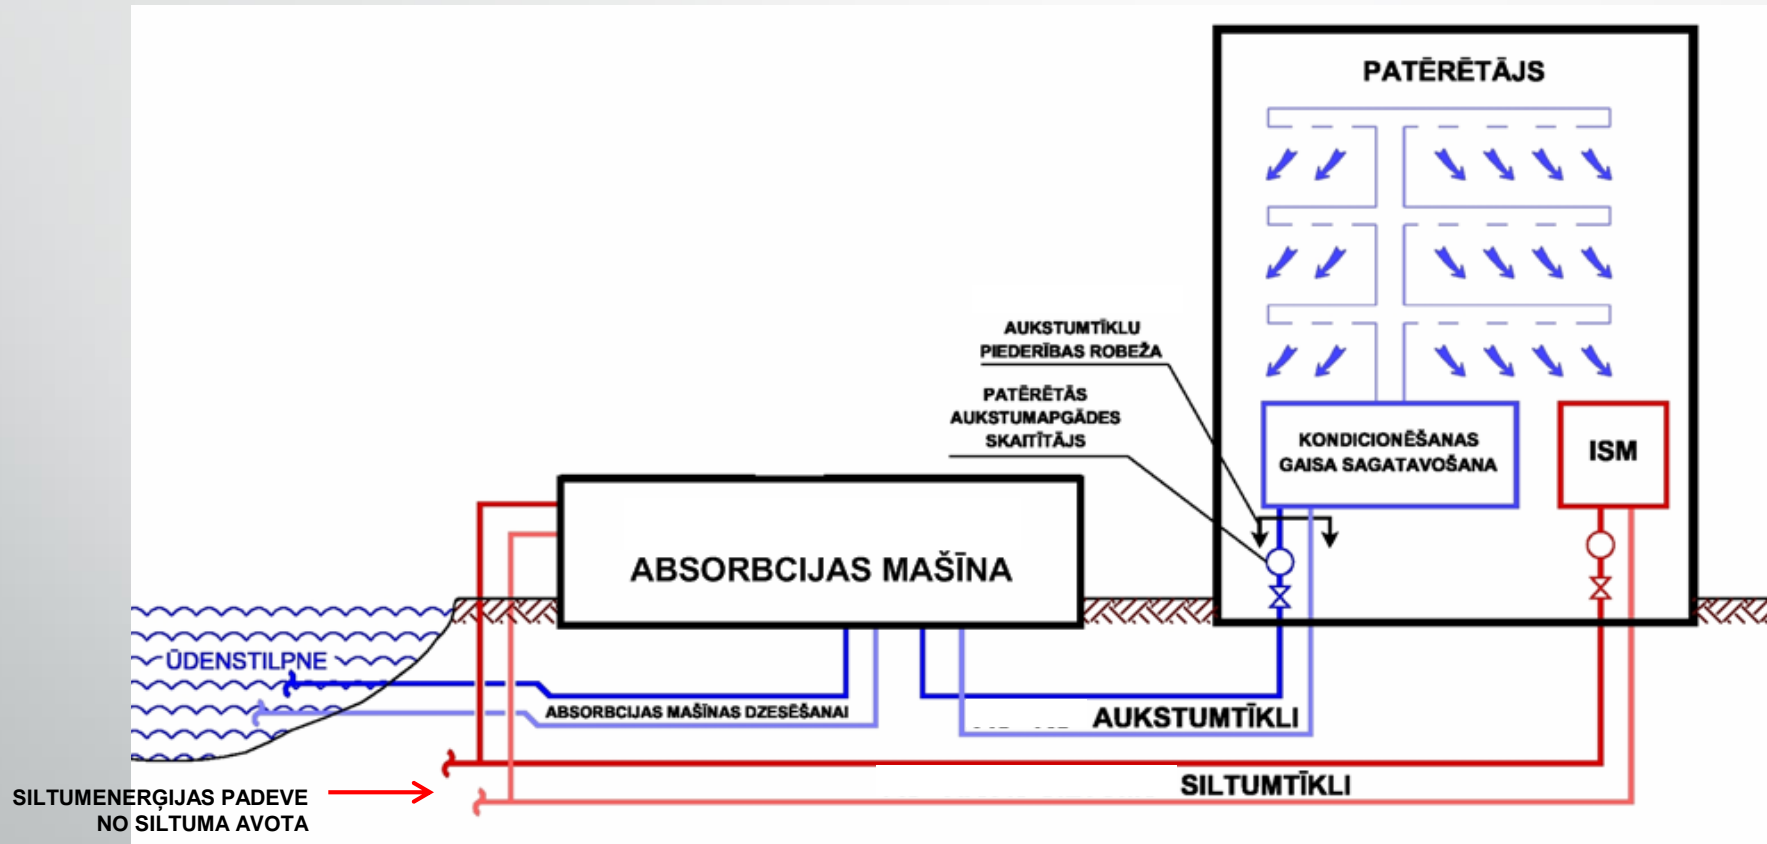 PATĒRĒTĀJS
AUKSTUMTĪKLU
PIEDERĪBAS ROBEŽA
PATĒRĒTĀS
AUKSTUMAPGĀDES
SKAITĪTĀJS
KONDICIONĒŠANAS
GAISA SAGATAVOŠANA
ISM
ABSORBCIJAS MAŠĪNA
ŪDENSTILPNE
ABSORBCIJAS MAŠĪNAS DZESĒŠANAI
AUKSTUMTĪKLI
SILTUMTĪKLI
SILTUMENERĢIJAS PADEVE
NO SILTUMA AVOTA